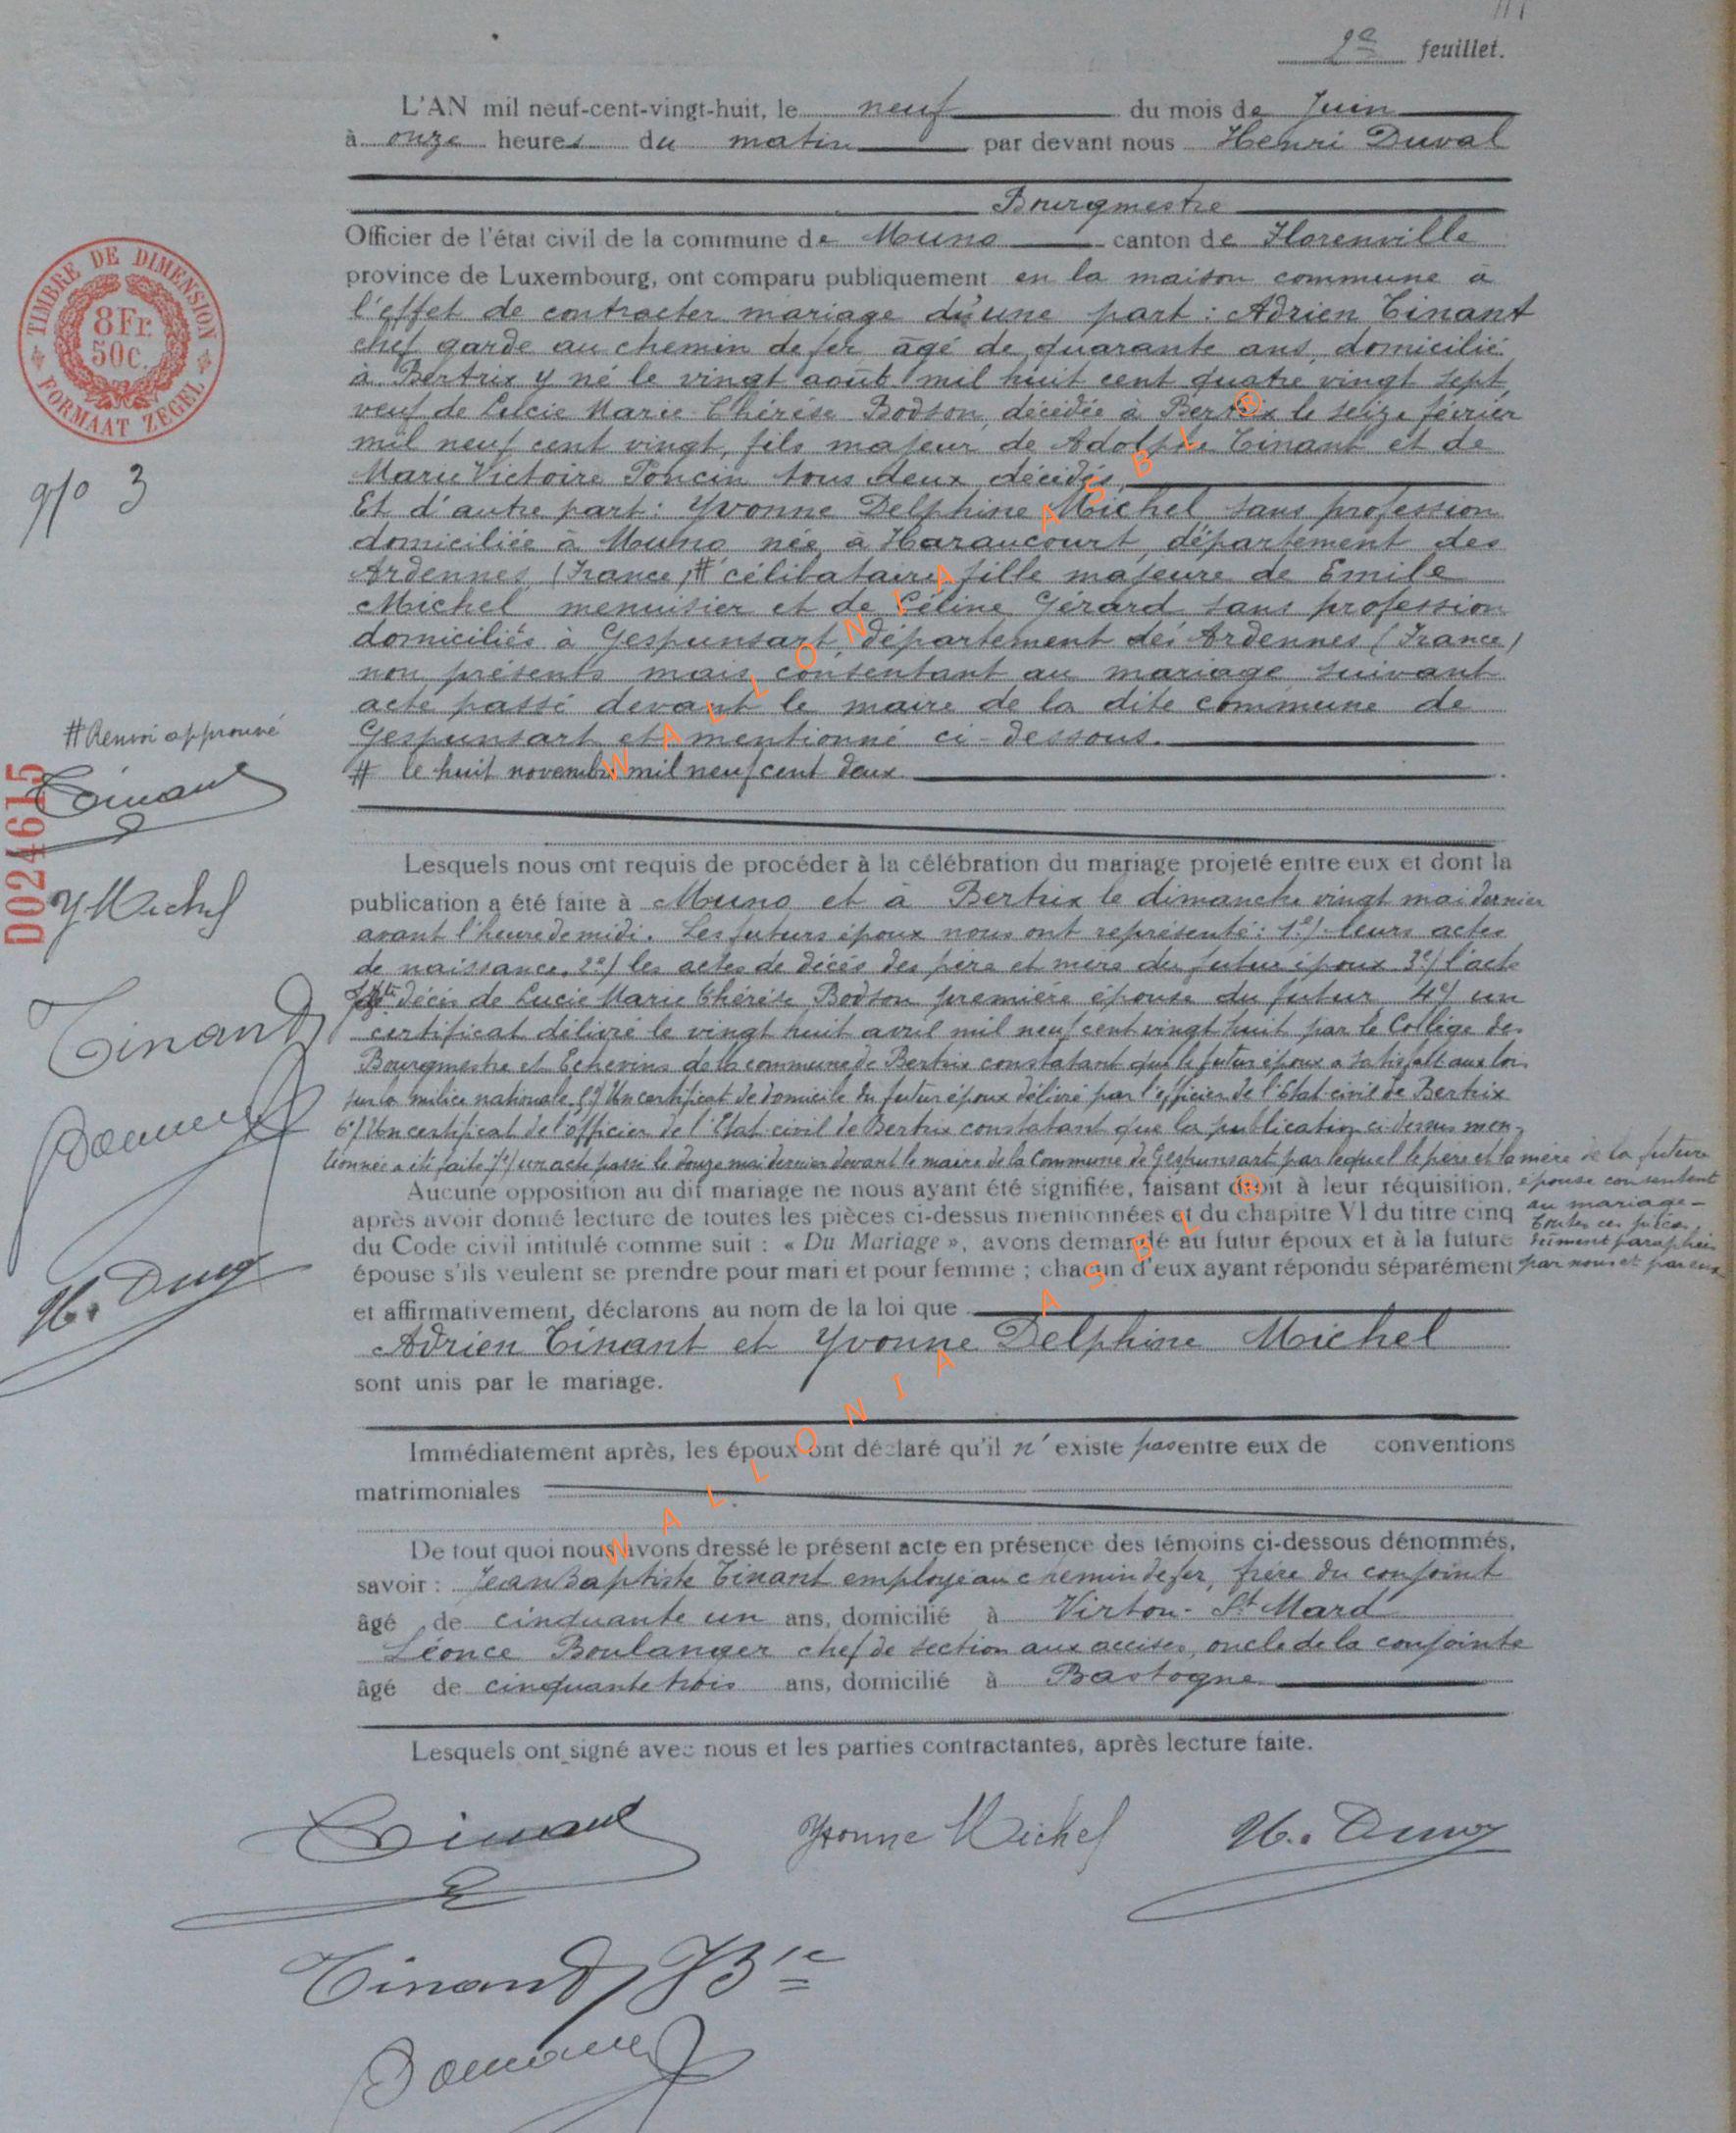 2e feuillet.
L'AN mil neuf-cent-vingt-huit, le neuf du mois de Juin
à onze heures du matin par devant nous Henri Duval
Bourgmestre
Officier de l'état civil de la commune de Muno canton de Florenville
province de Luxembourg, ont comparu publiquement en la maison commune à
l'effet de contracter mariage d'une part : Adrien Tinant
chef garde au chemin de fer âgé de quarante ans, domicilié
à Bertrix y né le vingt août mil huit cent quatre vingt sept
veuf de Lucie Marie Thérèse Bodson, décédée à Bertrix le seize février
mil neuf cent vingt, fils majeur de Adolphe Tinant et de
Marie Victoire Poncin tous deux décédés,
Et d'autre part : Yvonne Delphine Michel sans profession
domiciliée à Muno née à Haraucourt, département des
Ardennes, (France, # célibataire, fille majeure de Emile
Michel menuisier et de Céline Gérard sans profession
domiciliés à Gespunsart, département des Ardennes (France)
non présents mais consentant au mariage suivant
acte passé devant le maire de la dite commune de
Gespunsart et mentionné ci-dessous.
# le huit novembre mil neuf cent deux
TIMBRE DE DIMENSION
8Fr.
50c.
FORMAAT ZEGEL
N° 3
# Renvoi approuvé
Tinant
D024615
Y Michel
Tinant
H. Duval
Lesquels nous ont requis de procéder à la célébration du mariage projeté entre eux et dont la
publication a été faite à Muno et à Bertrix le dimanche vingt mai dernier
avant l'heure de midi. Les futurs époux nous ont représenté : 1°) leurs actes
de naissance. 2°) les actes de décès des père et mère du futur époux 3°) l'acte
de décès de Lucie Marie Thérèse Bodson première épouse du futur 4°) un
certificat délivré le vingt huit avril mil neuf cent vingt huit par le Collège des
Bourgmestre et Echevins de la commune de Bertrix constatant que le futur époux a satisfait aux lois
sur la milice nationale. 5°) Un certificat de domicile du futur époux délivré par l'officier de l'Etat-civil de Bertrix
6°) Un certificat de l'officier de l'Etat-civil de Bertrix constatant que la publication ci-dessus men-
tionnée a été faite 7°) un acte passé le douze mai dernier devant le maire de la Commune de Gespunsart par lequel le père et la mère de la future
épouse consentent
au mariage -
Toutes ces pièces,
par nous et par eux
Aucune opposition au dit mariage ne nous ayant été signifiée, faisant droit à leur réquisition,
après avoir donné lecture de toutes les pièces ci-dessus mentionnées et du chapitre VI du titre cinq
du Code civil intitulé comme suit : « Du Mariage », avons demandé au futur époux et à la future
épouse s'ils veulent se prendre pour mari et pour femme ; chacun d'eux ayant répondu séparément
et affirmativement, déclarons au nom de la loi que
Adrien Tinant et Yvonne Delphine Michel
sont unis par le mariage.
Immédiatement après, les époux ont déclaré qu'il n'existe pas entre eux de conventions
matrimoniales
De tout quoi nous avons dressé le présent acte en présence des témoins ci-dessous dénommés,
savoir : Jean Baptiste Tinant employé au chemin de fer, frère du conjoint
âgé de cinquante un ans, domicilié à Virton-St Mard
Léonce Boulanger chef de section aux accises, oncle de la conjointe
âgé de cinquante trois ans, domicilié à Bastogne
Lesquels ont signé avec nous et les parties contractantes, après lecture faite.
Tinant Yvonne Michel H. Duval
Tinant JBte
WALLONIA ASBL ®
WALLONIA ASBL ®